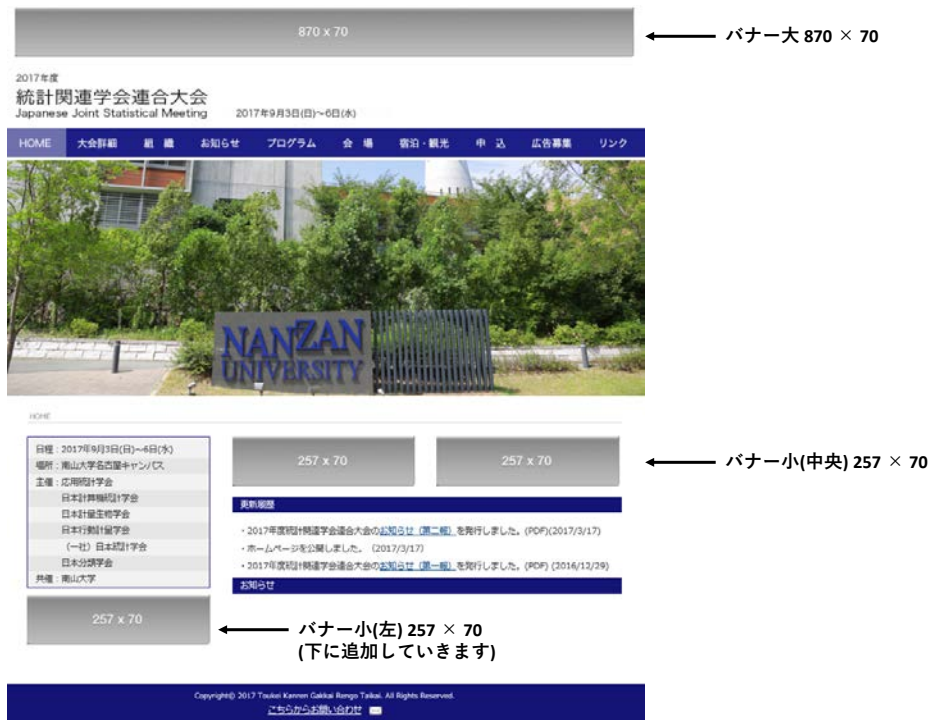 870 x 70
バナー大 870 × 70
2017年度
統計関連学会連合大会
Japanese Joint Statistical Meeting 2017年9月3日(日)~6日(水)
HOME 大会詳細 組 織 お知らせ プログラム 会 場 宿泊・観光 申 込 広告募集 リンク
NANZAN
UNIVERSITY
HOME
日程:2017年9月3日(日)~6日(水)
場所:南山大学名古屋キャンパス
主催:応用統計学会
日本計算機統計学会
日本計量生物学会
日本行動計量学会
(一社)日本統計学会
日本分類学会
共催:南山大学
257 x 70
257 x 70
バナー小(中央) 257 × 70
更新履歴
・2017年度統計関連学会連合大会のお知らせ(第二報)を発行しました。(PDF)(2017/3/17)
・ホームページを公開しました。(2017/3/17)
・2017年度統計関連学会連合大会のお知らせ(第一報)を発行しました。(PDF) (2016/12/29)
お知らせ
257 x 70
バナー小(左) 257 × 70
(下に追加していきます)
Copyright© 2017 Toukei Kanren Gakkai Rengo Taikai. All Rights Reserved.
こちらからお問い合わせ